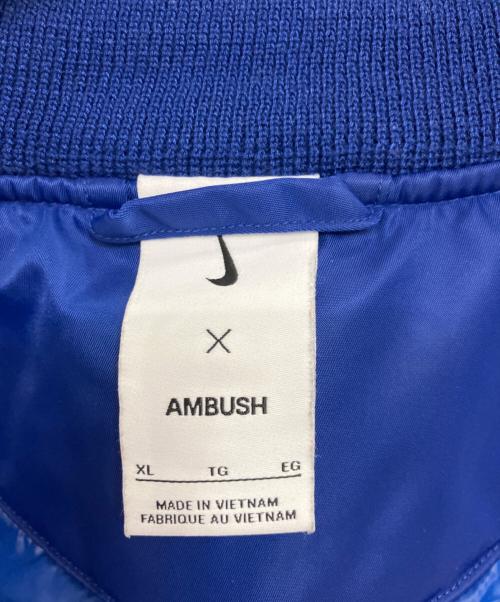 ×
AMBUSH
XL TG EG
MADE IN VIETNAM
FABRIQUE AU VIETNAM